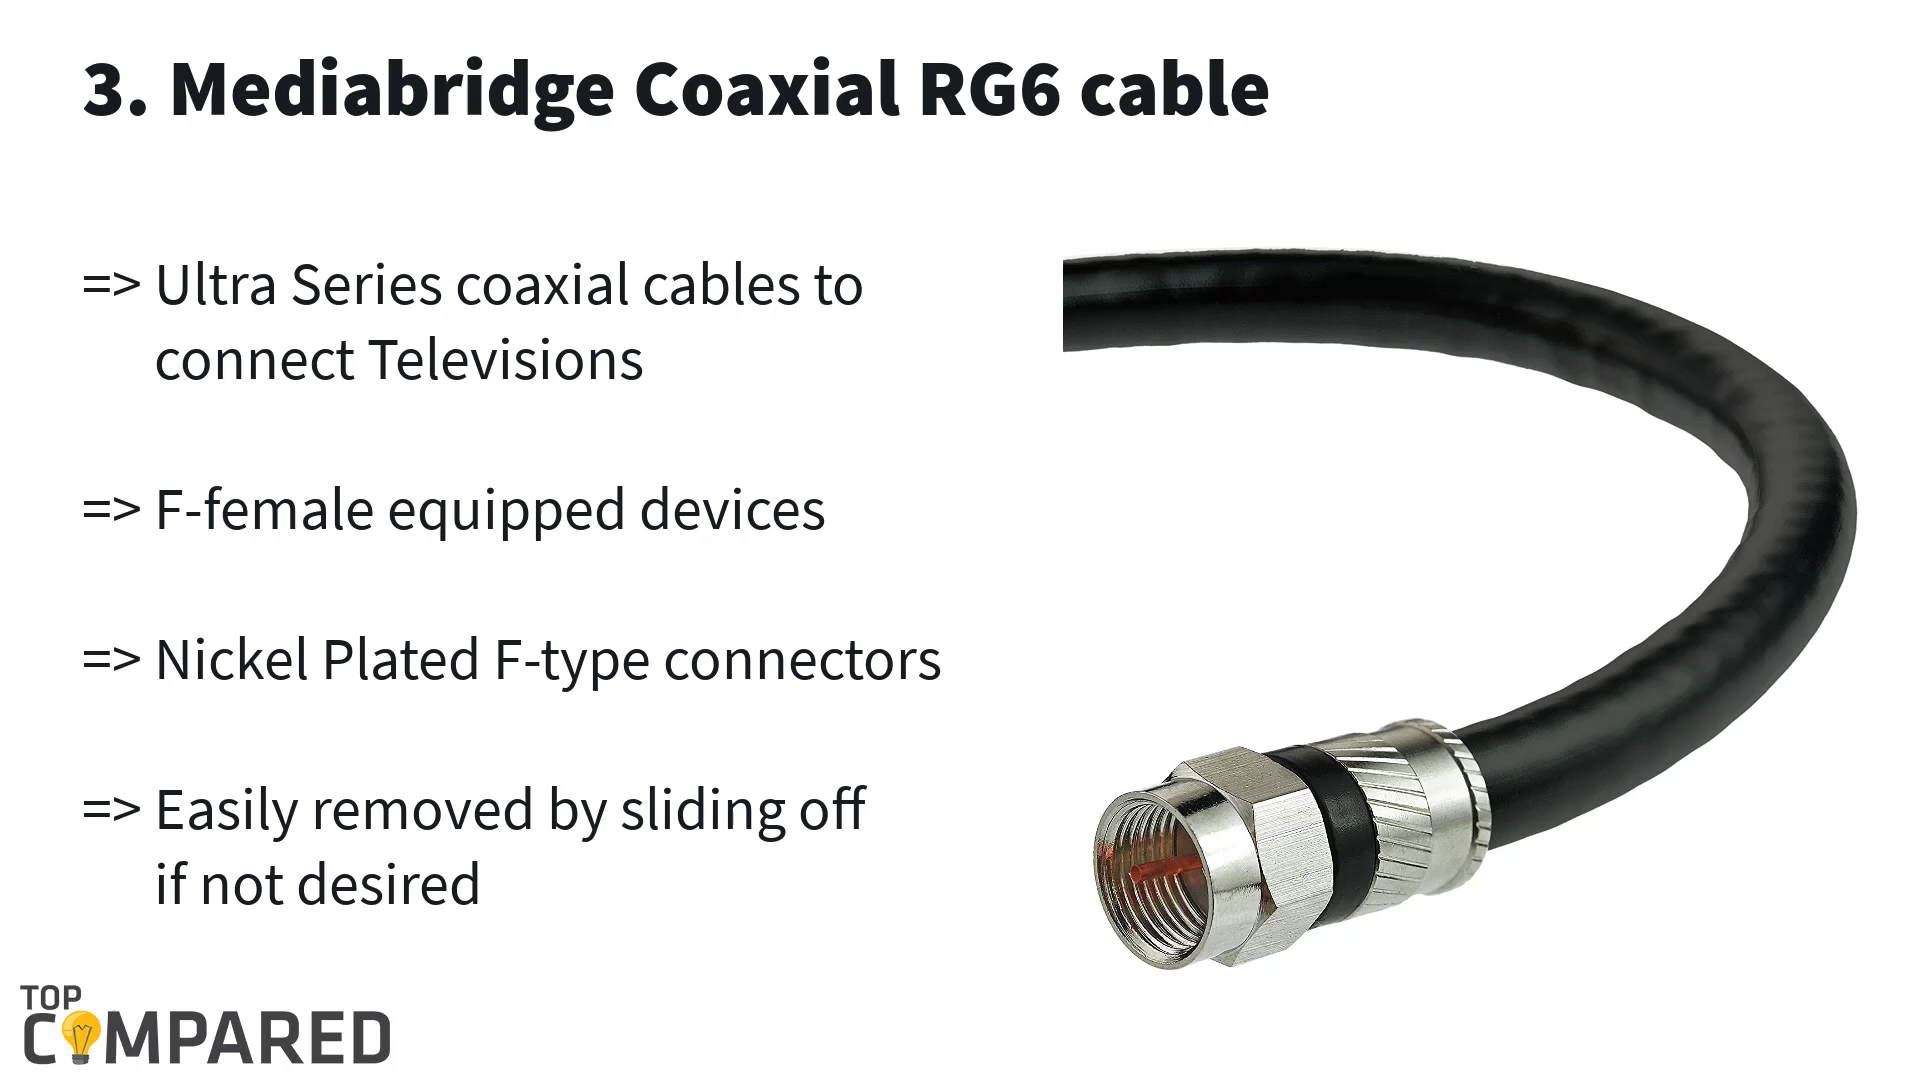 3. Mediabridge Coaxial RG6 cable
=> Ultra Series coaxial cables to
connect Televisions
=> F-female equipped devices
=> Nickel Plated F-type connectors
=> Easily removed by sliding off
if not desired
TOP
COMPARED